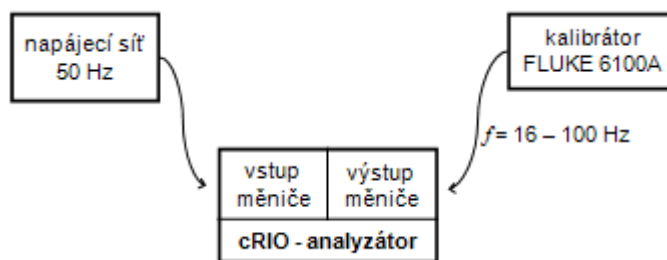 napájecí síť
50 Hz
kalibrátor
FLUKE 6100A
f = 16 – 100 Hz
vstup
měniče
výstup
měniče
cRIO - analyzátor